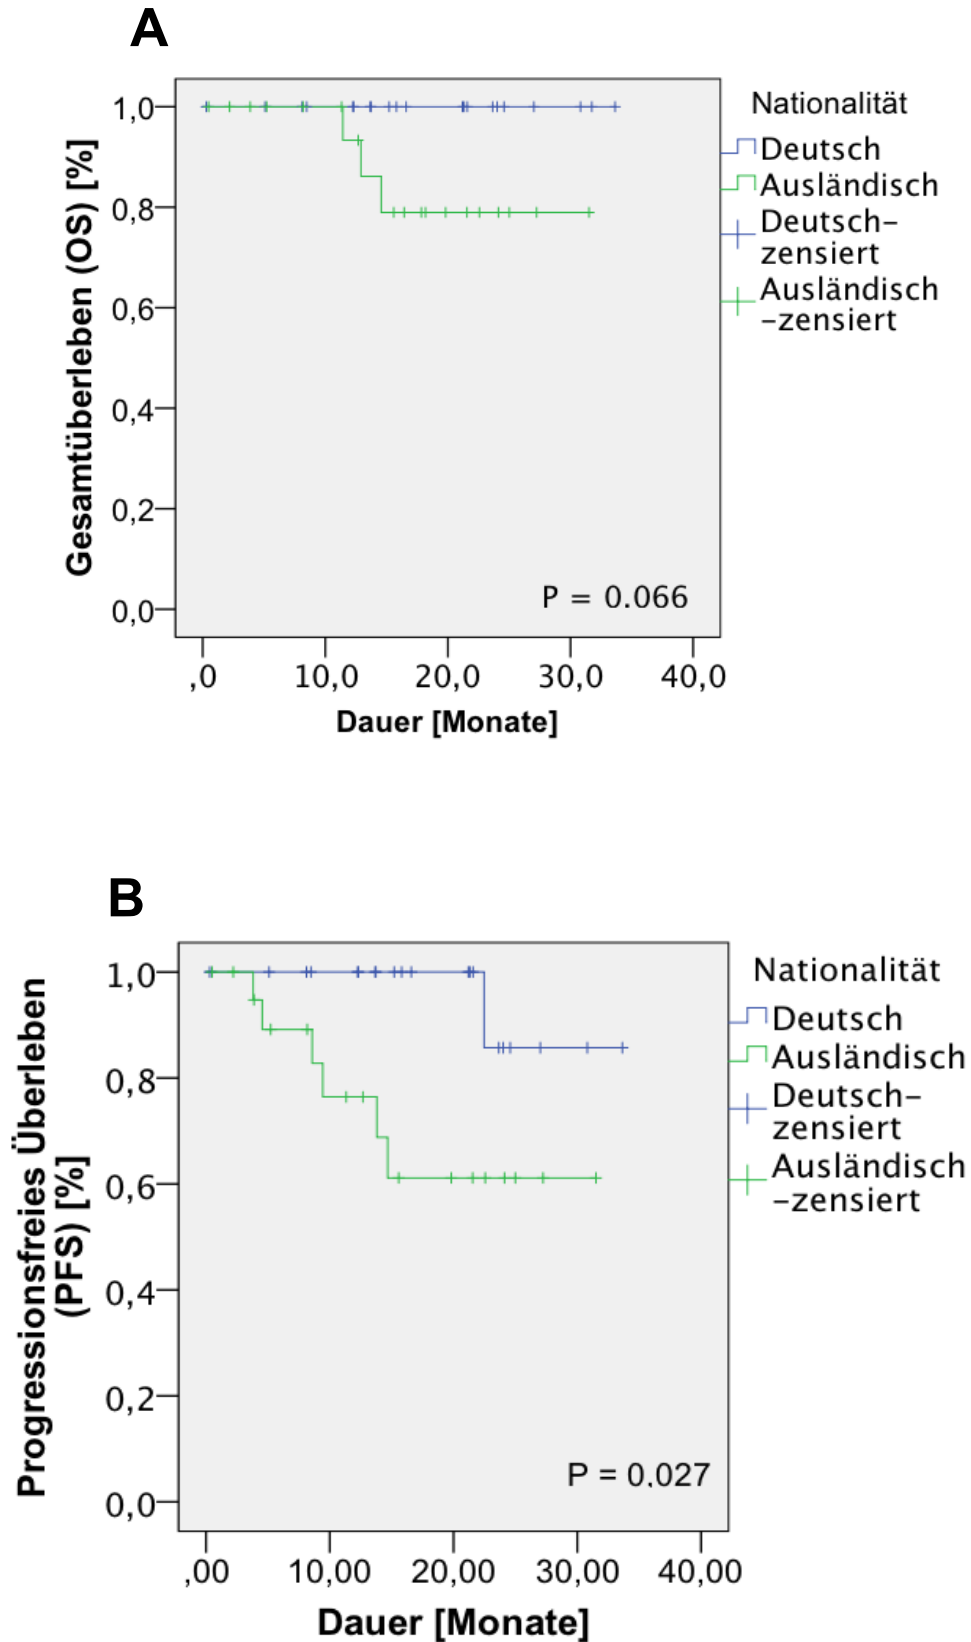 A
Gesamtüberleben (OS) [%]
1,0
0,8
0,6
0,4
0,2
0,0
P = 0.066
,0 10,0 20,0 30,0 40,0
Dauer [Monate]
Nationalität
Deutsch
Ausländisch
Deutsch-
zensiert
Ausländisch
-zensiert
B
Progressionsfreies Überleben
(PFS) [%]
1,0
0,8
0,6
0,4
0,2
0,0
P = 0,027
,00 10,00 20,00 30,00 40,00
Dauer [Monate]
Nationalität
Deutsch
Ausländisch
Deutsch-
zensiert
Ausländisch
-zensiert